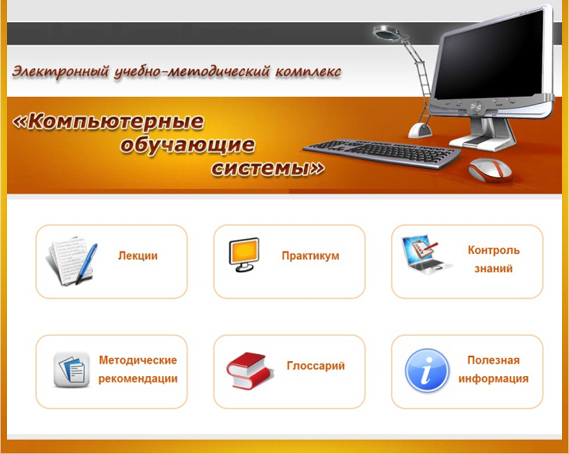 Электронный учебно-методический комплекс
«Компьютерные
обучающие
системы»
Лекции
Практикум
Контроль
знаний
Методические
рекомендации
Глоссарий
Полезная
информация